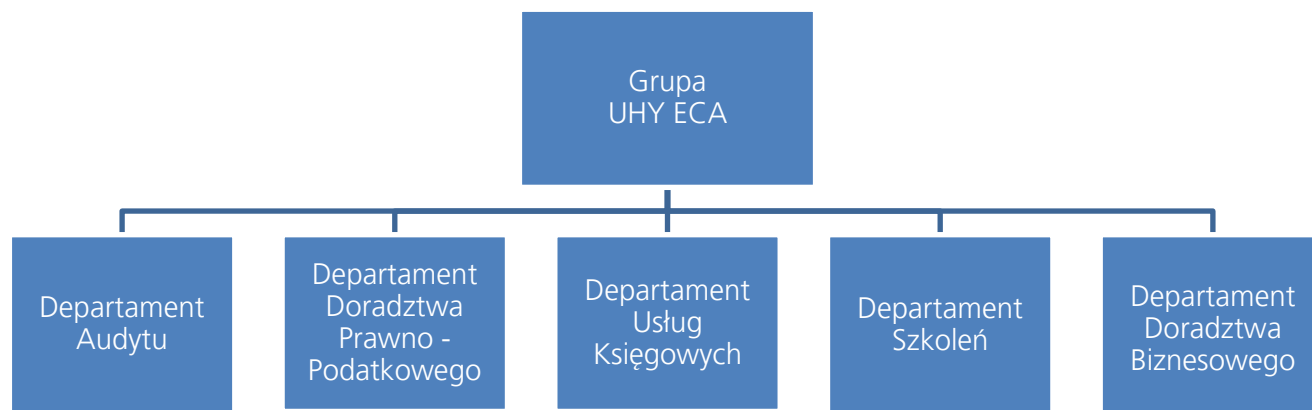 Grupa
UHY ECA
Departament
Audytu
Departament
Doradztwa
Prawno -
Podatkowego
Departament
Usług
Księgowych
Departament
Szkoleń
Departament
Doradztwa
Biznesowego